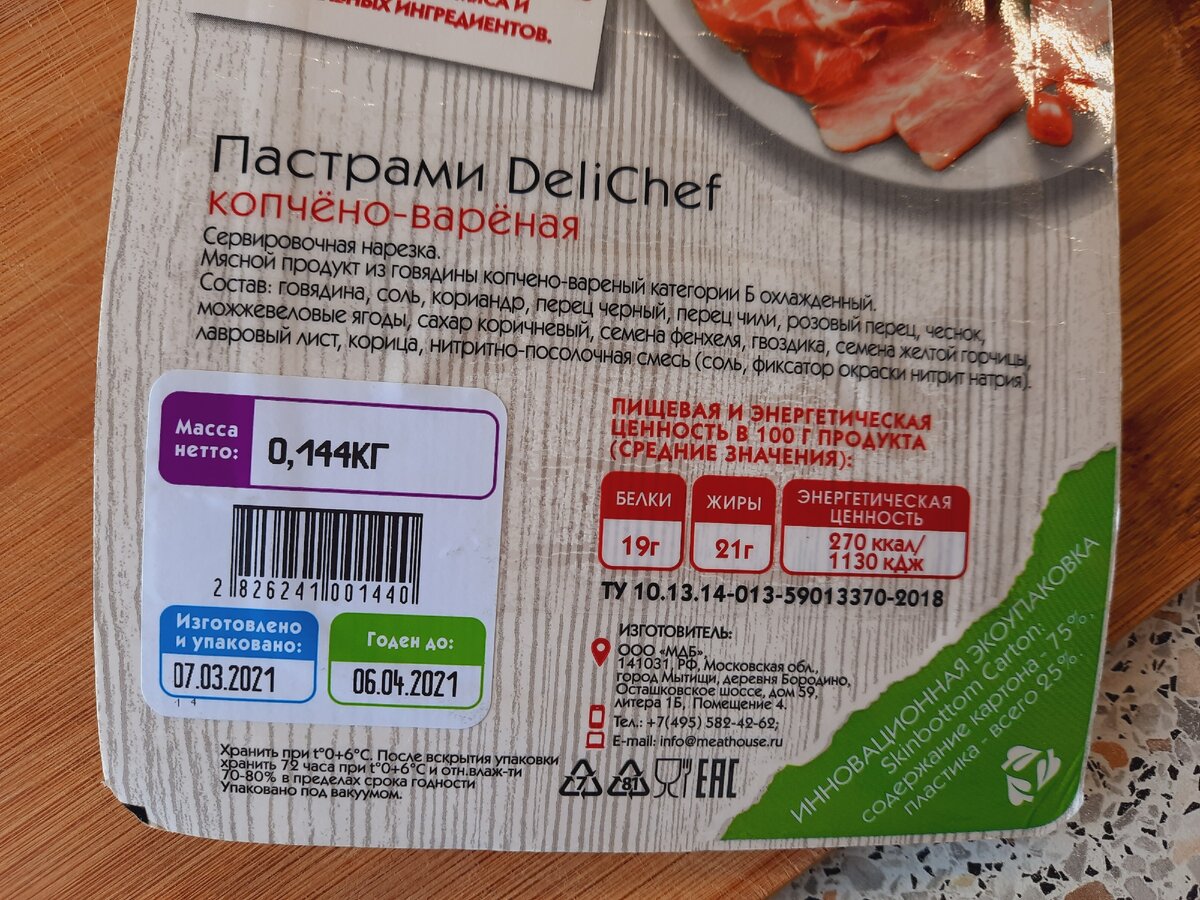 ИНГРЕДИЕНТОВ.
Пастрами DeliChef
копчёно-варёная
Сервировочная нарезка.
Мясной продукт из говядины копчено-вареный категории Б охлажденный.
Состав: говядина, соль, кориандр, перец черный, перец чили, розовый перец, чеснок,
можжевеловые ягоды, сахар коричневый, семена фенхеля, гвоздика, семена желтой горчицы,
лавровый лист, корица, нитритно-посолочная смесь (соль, фиксатор окраски нитрит натрия).
Масса
нетто:
0,144КГ
2 826241 001440
Изготовлено
и упаковано:
07.03.2021
Годен до:
06.04.2021
1 4
ПИЩЕВАЯ И ЭНЕРГЕТИЧЕСКАЯ
ЦЕННОСТЬ В 100 Г ПРОДУКТА
(СРЕДНИЕ ЗНАЧЕНИЯ):
БЕЛКИ
19г
ЖИРЫ
21г
ЭНЕРГЕТИЧЕСКАЯ
ЦЕННОСТЬ
270 ккал/
1130 кДж
ТУ 10.13.14-013-59013370-2018
ИЗГОТОВИТЕЛЬ:
ООО «МДБ»
141031, РФ, Московская обл.,
город Мытищи, деревня Бородино,
Осташковское шоссе, дом 59,
литера 1Б, Помещение 4.
Тел.: +7(495) 582-42-62;
E-mail: info@meathouse.ru
Хранить при t°0+6°С. После вскрытия упаковки
хранить 72 часа при t°0+6°С и отн.влаж-ти
70-80% в пределах срока годности
Упаковано под вакуумом.
7
81
EAC
ИННОВАЦИОННАЯ ЭКОУПАКОВКА
Skinbottom Carton:
содержание картона - 75%,
пластика - всего 25%.